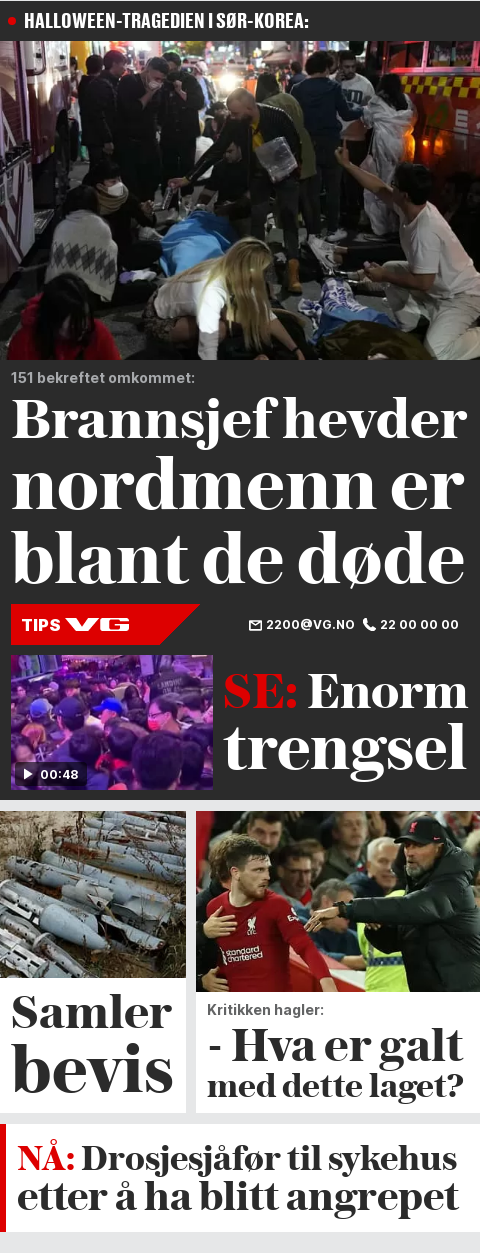 HALLOWEEN-TRAGEDIEN I SØR-KOREA:
151 bekreftet omkommet:
Brannsjef hevder
nordmenn er
blant de døde
TIPS VG
2200@VG.NO 22 00 00 00
00:48
SE: Enorm
trengsel
Samler
bevis
standard
chartered
Kritikken hagler:
- Hva er galt
med dette laget?
NÅ: Drosjesjåfør til sykehus
etter å ha blitt angrepet